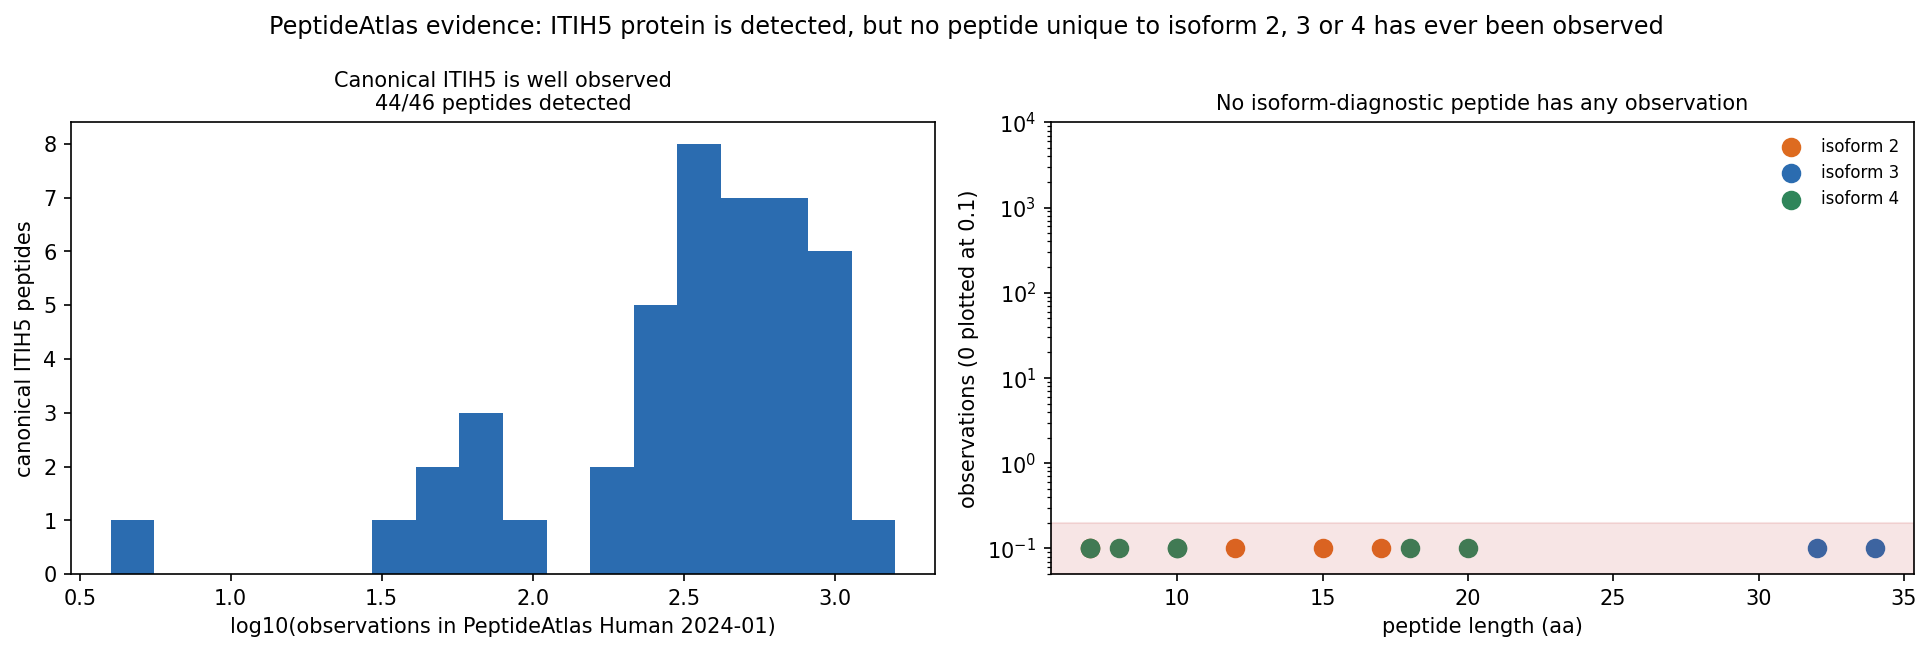 PeptideAtlas evidence: ITIH5 protein is detected, but no peptide unique to isoform 2, 3 or 4 has ever been observed
Canonical ITIH5 is well observed
44/46 peptides detected
canonical ITIH5 peptides
8
7
6
5
4
3
2
1
0
0.5 1.0 1.5 2.0 2.5 3.0
log10(observations in PeptideAtlas Human 2024-01)
No isoform-diagnostic peptide has any observation
observations (0 plotted at 0.1)
10⁴
10³
10²
10¹
10⁰
10⁻¹
isoform 2
isoform 3
isoform 4
10 15 20 25 30 35
peptide length (aa)